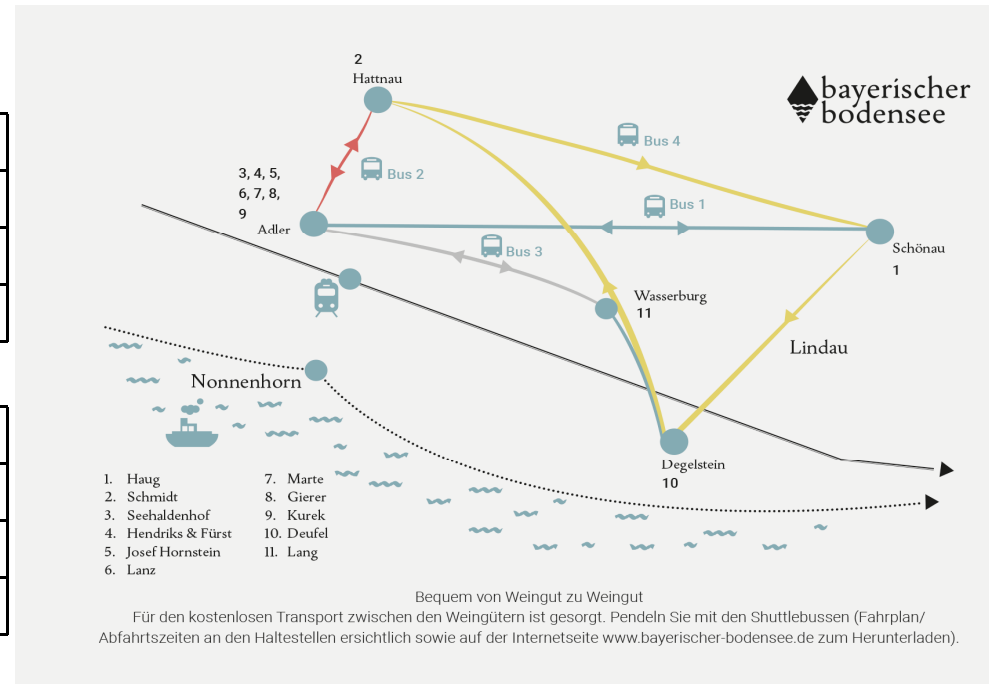 2
Hattnau
bayerischer
bodensee
Bus 4
Bus 2
3, 4, 5,
6, 7, 8,
9
Adler
Bus 1
Bus 3
Schönau
1
Wasserburg
11
Lindau
Nonnenhorn
Degelstein
10
1. Haug
2. Schmidt
3. Seehaldenhof
4. Hendriks & Fürst
5. Josef Hornstein
6. Lanz
7. Marte
8. Gierer
9. Kurek
10. Deufel
11. Lang
Bequem von Weingut zu Weingut
Für den kostenlosen Transport zwischen den Weingütern ist gesorgt. Pendeln Sie mit den Shuttlebussen (Fahrplan/
Abfahrtszeiten an den Haltestellen ersichtlich sowie auf der Internetseite www.bayerischer-bodensee.de zum Herunterladen).